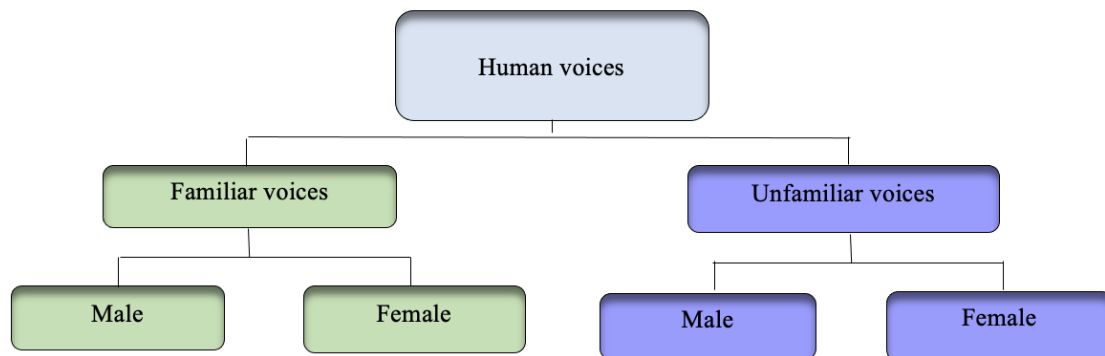 Human voices
Familiar voices
Unfamiliar voices
Male
Female
Male
Female